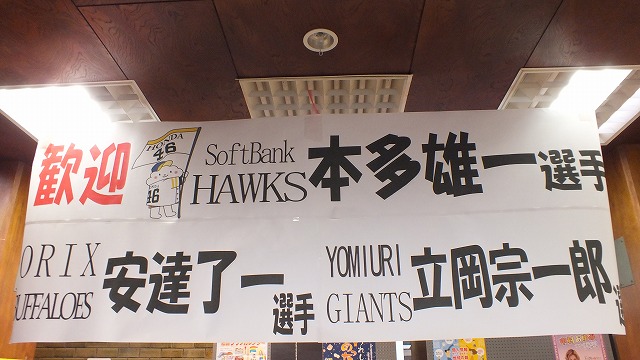 歓迎
HONDA
46
46
SoftBank
HAWKS
本多雄一選手
ORIX
BUFFALOES
安達了一
選手
YOMIURI
GIANTS
立岡宗一郎